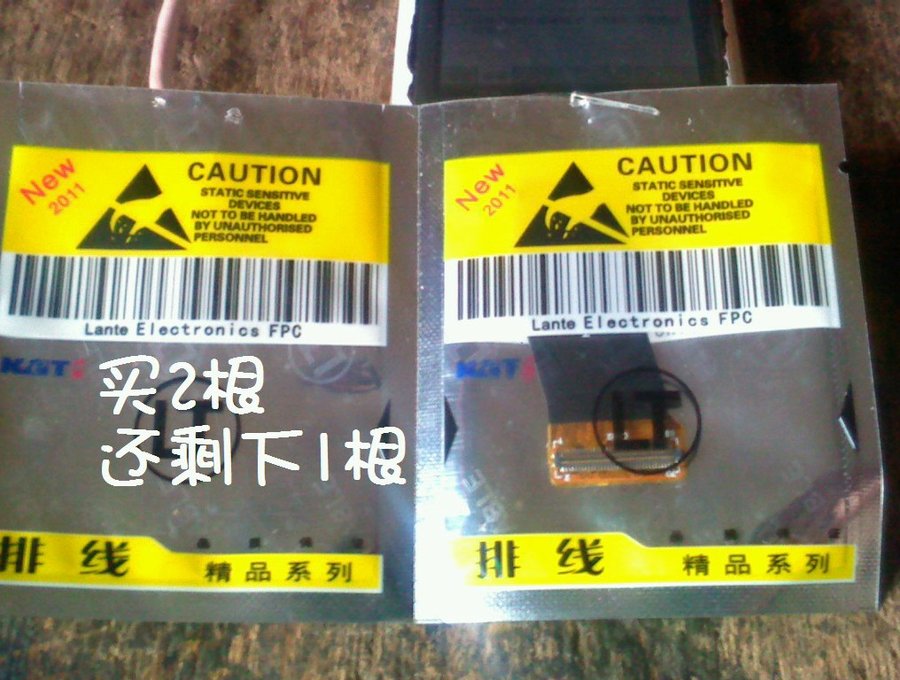 New
2011
CAUTION
STATIC SENSITIVE
DEVICES
NOT TO BE HANDLED
BY UNAUTHORISED
PERSONNEL
Lante Electronics FPC
买2根
还剩下1根
LT
排线
精品系列
New
2011
CAUTION
STATIC SENSITIVE
DEVICES
NOT TO BE HANDLED
BY UNAUTHORISED
PERSONNEL
Lante Electronics FPC
LT
排线
精品系列